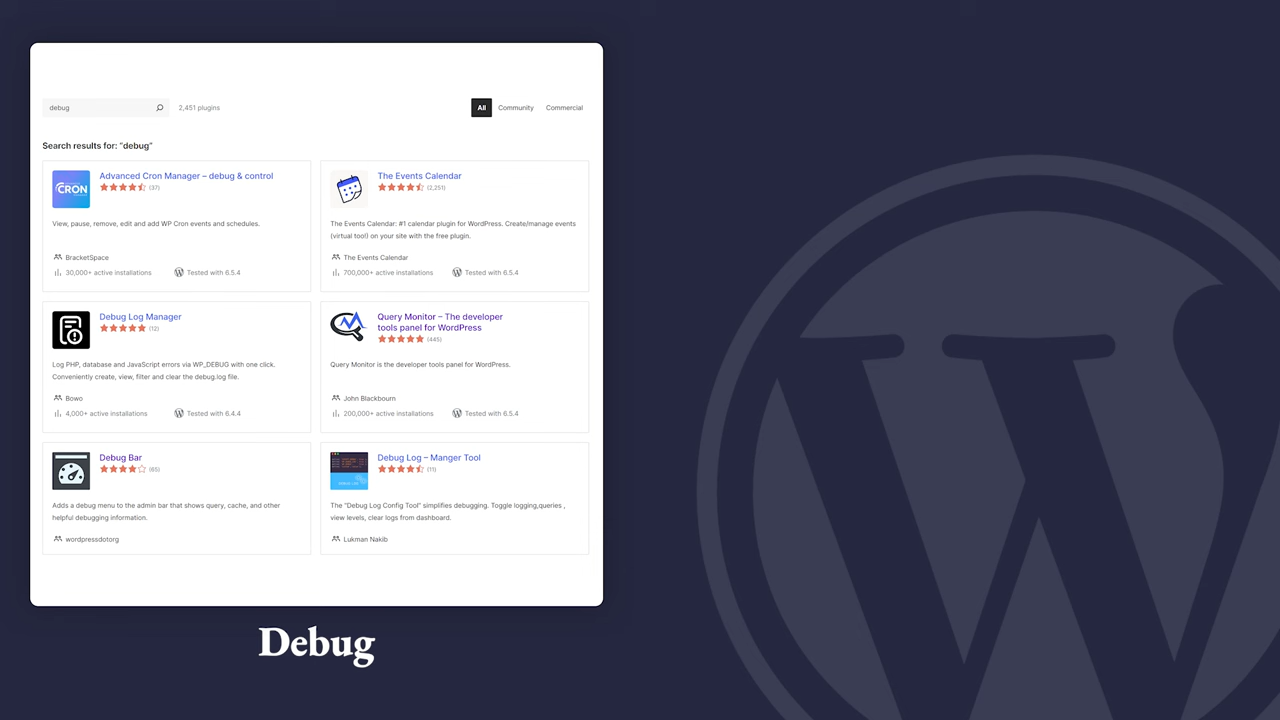 debug
2,451 plugins
All
Community
Commercial
Search results for: "debug"
CRON
Advanced Cron Manager – debug & control
(37)
View, pause, remove, edit and add WP Cron events and schedules.
BracketSpace
30,000+ active installations
Tested with 6.5.4
The Events Calendar
(2,251)
The Events Calendar: #1 calendar plugin for WordPress. Create/manage events
(virtual too!) on your site with the free plugin.
The Events Calendar
700,000+ active installations
Tested with 6.5.4
Debug Log Manager
(12)
Log PHP, database and JavaScript errors via WP_DEBUG with one click.
Conveniently create, view, filter and clear the debug.log file.
Bowo
4,000+ active installations
Tested with 6.4.4
Query Monitor – The developer
tools panel for WordPress
(445)
Query Monitor is the developer tools panel for WordPress.
John Blackbourn
200,000+ active installations
Tested with 6.5.4
Debug Bar
(65)
Adds a debug menu to the admin bar that shows query, cache, and other
helpful debugging information.
wordpressdotorg
DEBUG LOG
Debug Log – Manger Tool
(11)
The "Debug Log Config Tool" simplifies debugging. Toggle logging,queries ,
view levels, clear logs from dashboard.
Lukman Nakib
Debug